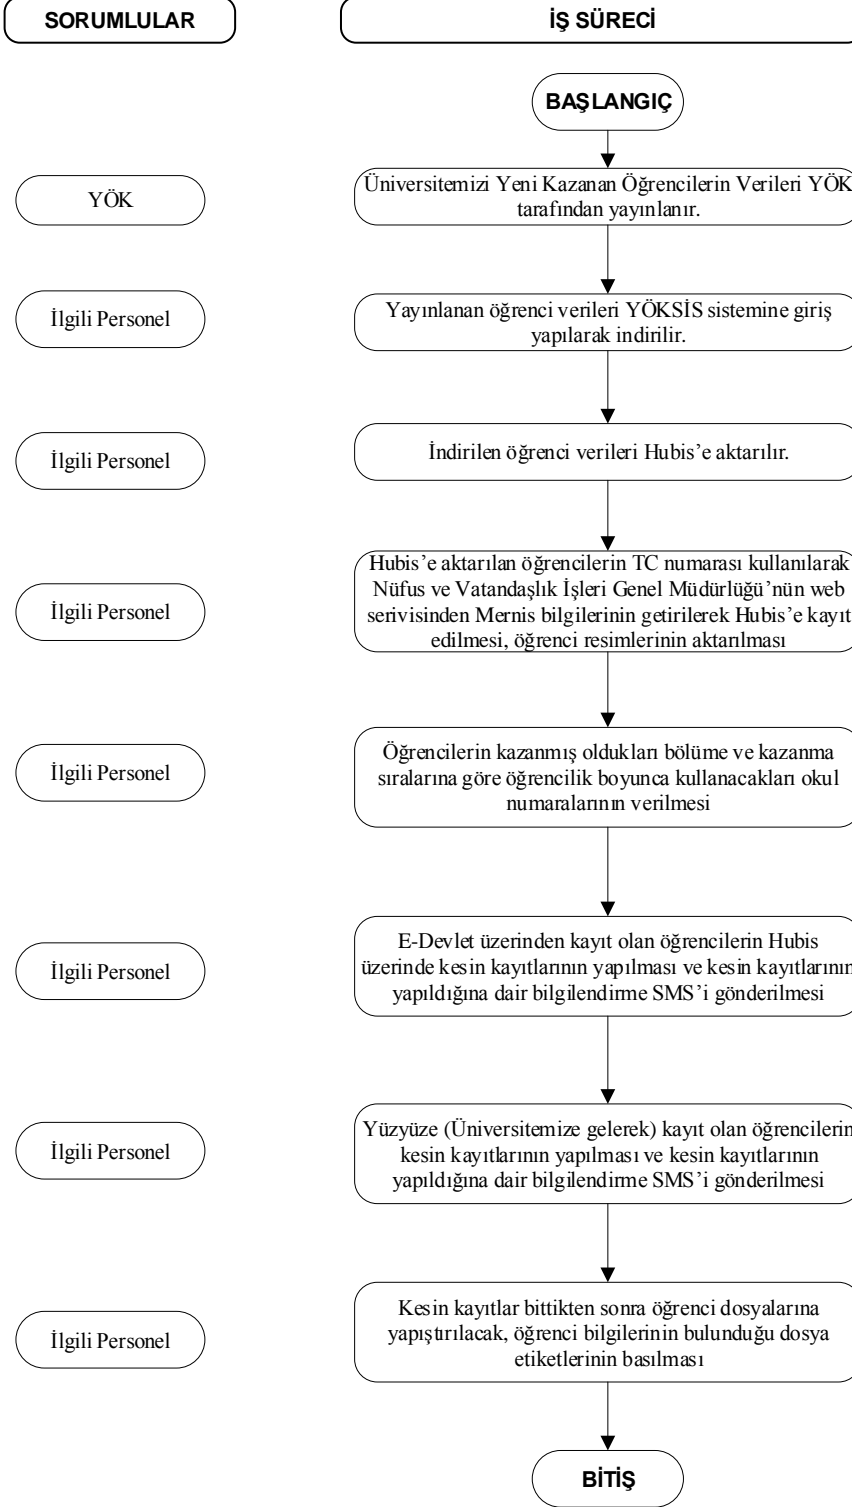 SORUMLULAR
İŞ SÜRECİ
BAŞLANGIÇ
YÖK
Üniversitemizi Yeni Kazanan Öğrencilerin Verileri YÖK
tarafından yayınlanır.
İlgili Personel
Yayınlanan öğrenci verileri YÖKSİS sistemine giriş
yapılarak indirilir.
İlgili Personel
İndirilen öğrenci verileri Hubis’e aktarılır.
İlgili Personel
Hubis’e aktarılan öğrencilerin TC numarası kullanılarak
Nüfus ve Vatandaşlık İşleri Genel Müdürlüğü’nün web
serivisinden Mernis bilgilerinin getirilerek Hubis’e kayıt
edilmesi, öğrenci resimlerinin aktarılması
İlgili Personel
Öğrencilerin kazanmış oldukları bölüme ve kazanma
sıralarına göre öğrencilik boyunca kullanacakları okul
numaralarının verilmesi
İlgili Personel
E-Devlet üzerinden kayıt olan öğrencilerin Hubis
üzerinde kesin kayıtlarının yapılması ve kesin kayıtlarının
yapıldığına dair bilgilendirme SMS’i gönderilmesi
İlgili Personel
Yüzyüze (Üniversitemize gelerek) kayıt olan öğrencilerin
kesin kayıtlarının yapılması ve kesin kayıtlarının
yapıldığına dair bilgilendirme SMS’i gönderilmesi
İlgili Personel
Kesin kayıtlar bittikten sonra öğrenci dosyalarına
yapıştırılacak, öğrenci bilgilerinin bulunduğu dosya
etiketlerinin basılması
BİTİŞ